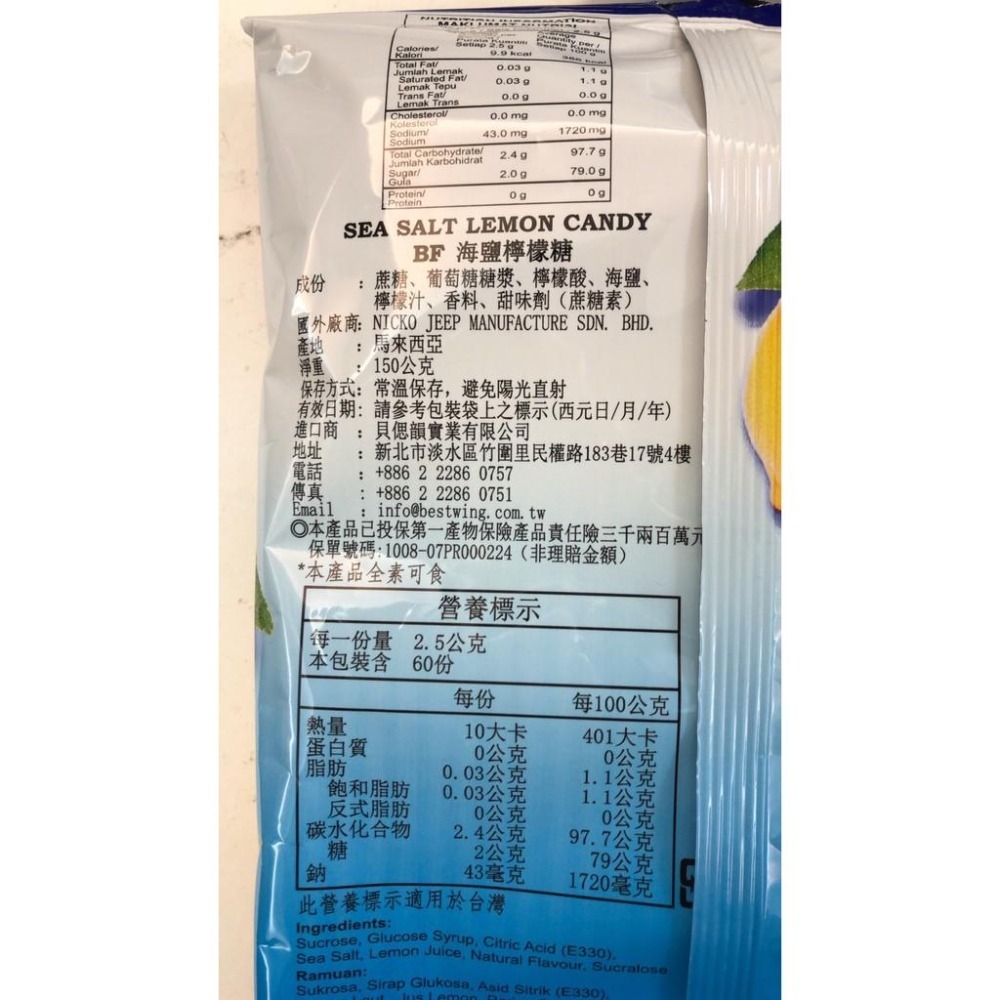 NUTRITION INFORMATION
Calories/ Kalori 9.9 kcal
Total Fat/ Jumlah Lemak 0.03 g 1.1 g
Saturated Fat/ Lemak Tepu 0.03 g 1.1 g
Trans Fat/ Lemak Trans 0.0 g 0.0 g
Cholesterol/ Kolesterol 0.0 mg 0.0 mg
Sodium/ Sodium 43.0 mg 1720 mg
Total Carbohydrate/ Jumlah Karbohidrat 2.4 g 97.7 g
Sugar/ Gula 2.0 g 79.0 g
Protein/ Protein 0 g 0 g
SEA SALT LEMON CANDY
BF 海鹽檸檬糖
成份 : 蔗糖、葡萄糖糖漿、檸檬酸、海鹽、
檸檬汁、香料、甜味劑（蔗糖素）
國外廠商: NICKO JEEP MANUFACTURE SDN. BHD.
產地 : 馬來西亞
淨重 : 150公克
保存方式: 常溫保存，避免陽光直射
有效日期: 請參考包裝袋上之標示(西元日/月/年)
進口商 : 貝偲韻實業有限公司
地址 : 新北市淡水區竹圍里民權路183巷17號4樓
電話 : +886 2 2286 0757
傳真 : +886 2 2286 0751
Email : info@bestwing.com.tw
◎本產品已投保第一產物保險產品責任險三千兩百萬元
保單號碼:1008-07PR000224（非理賠金額）
*本產品全素可食
營養標示
每一份量 2.5公克
本包裝含 60份
每份 每100公克
熱量 10大卡 401大卡
蛋白質 0公克 0公克
脂肪 0.03公克 1.1公克
飽和脂肪 0.03公克 1.1公克
反式脂肪 0公克 0公克
碳水化合物 2.4公克 97.7公克
糖 2公克 79公克
鈉 43毫克 1720毫克
此營養標示適用於台灣
Ingredients:
Sucrose, Glucose Syrup, Citric Acid (E330),
Sea Salt, Lemon Juice, Natural Flavour, Sucralose
Ramuan:
Sukrosa, Sirap Glukosa, Asid Sitrik (E330),
Jus Lemon